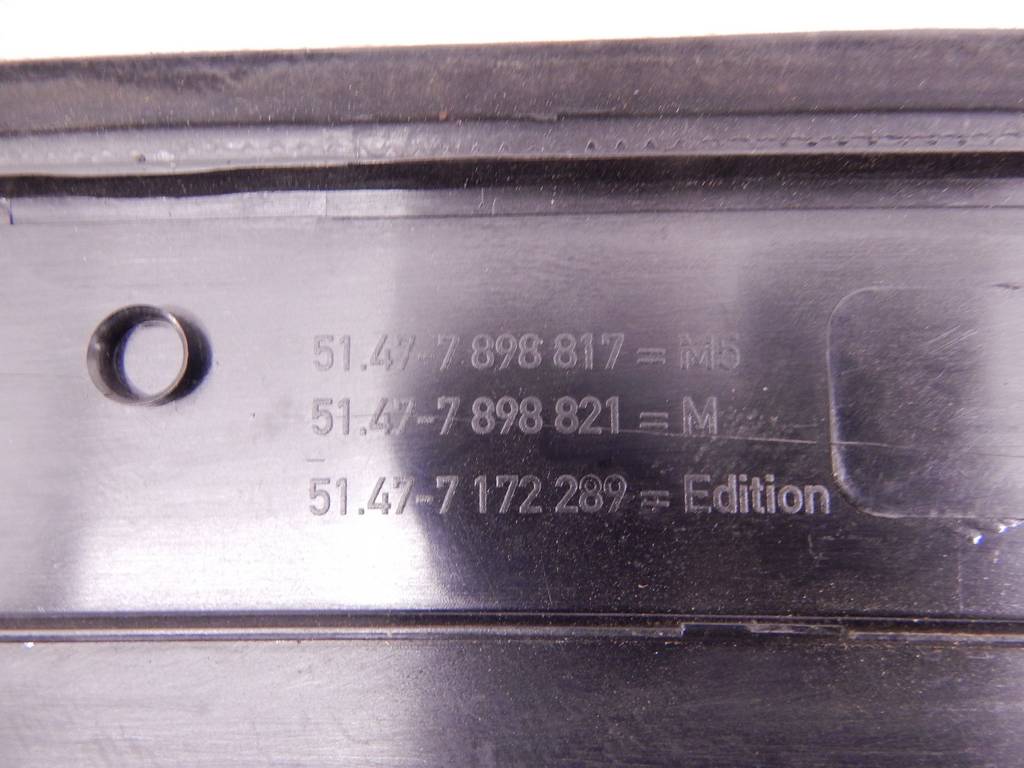 51.47-7 898 817 = M5
51.47-7 898 821 = M
51.47-7 172 289 = Edition